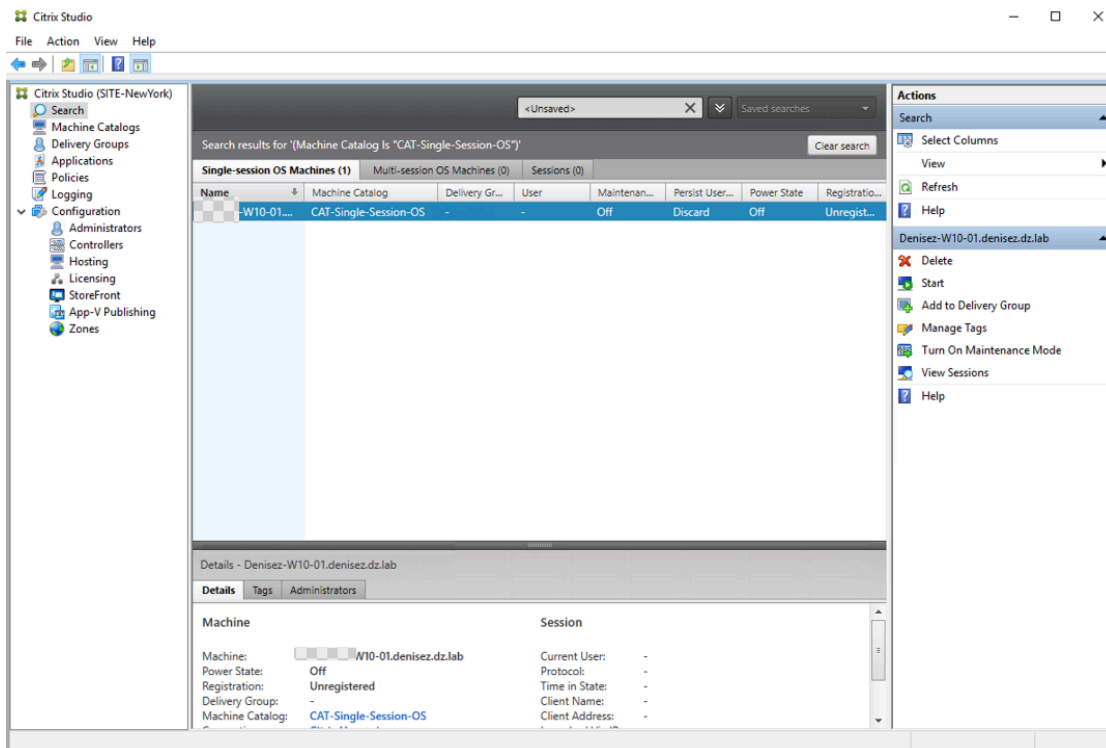 Citrix Studio
File Action View Help
Citrix Studio (SITE-NewYork)
Search
Machine Catalogs
Delivery Groups
Applications
Policies
Logging
Configuration
Administrators
Controllers
Hosting
Licensing
StoreFront
App-V Publishing
Zones
<Unsaved> Saved searches
Search results for '(Machine Catalog Is "CAT-Single-Session-OS")' Clear search
Single-session OS Machines (1) Multi-session OS Machines (0) Sessions (0)
Name Machine Catalog Delivery Gr... User Maintenan... Persist User... Power State Registratio...
-W10-01.... CAT-Single-Session-OS - - Off Discard Off Unregist...
Details - Denisez-W10-01.denisez.dz.lab
Details Tags Administrators
Machine
Machine: W10-01.denisez.dz.lab
Power State: Off
Registration: Unregistered
Delivery Group: -
Machine Catalog: CAT-Single-Session-OS
Session
Current User: -
Protocol: -
Time in State: -
Client Name: -
Client Address: -
Actions
Search
Select Columns
View
Refresh
Help
Denisez-W10-01.denisez.dz.lab
Delete
Start
Add to Delivery Group
Manage Tags
Turn On Maintenance Mode
View Sessions
Help